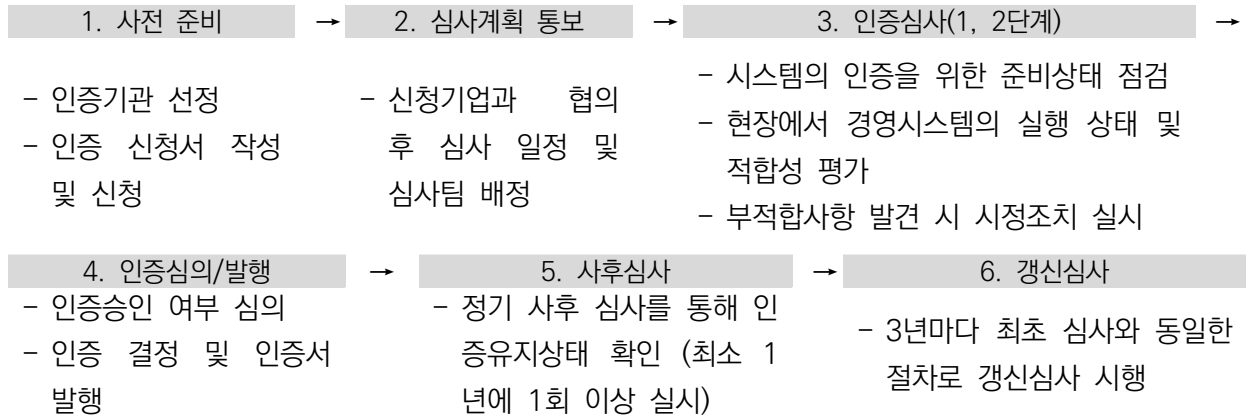 1. 사전 준비 → 2. 심사계획 통보 → 3. 인증심사(1, 2단계) →
- 인증기관 선정
- 인증 신청서 작성
및 신청
- 신청기업과 협의
후 심사 일정 및
심사팀 배정
- 시스템의 인증을 위한 준비상태 점검
- 현장에서 경영시스템의 실행 상태 및
적합성 평가
- 부적합사항 발견 시 시정조치 실시
4. 인증심의/발행 → 5. 사후심사 → 6. 갱신심사
- 인증승인 여부 심의
- 인증 결정 및 인증서
발행
- 정기 사후 심사를 통해 인
증유지상태 확인 (최소 1
년에 1회 이상 실시)
- 3년마다 최초 심사와 동일한
절차로 갱신심사 시행